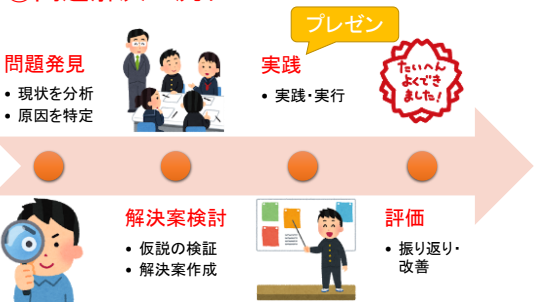 プレゼン
問題発見
• 現状を分析
• 原因を特定
実践
• 実践・実行
たいへん
よくでき
ました!
解決案検討
• 仮説の検証
• 解決案作成
評価
• 振り返り・
改善